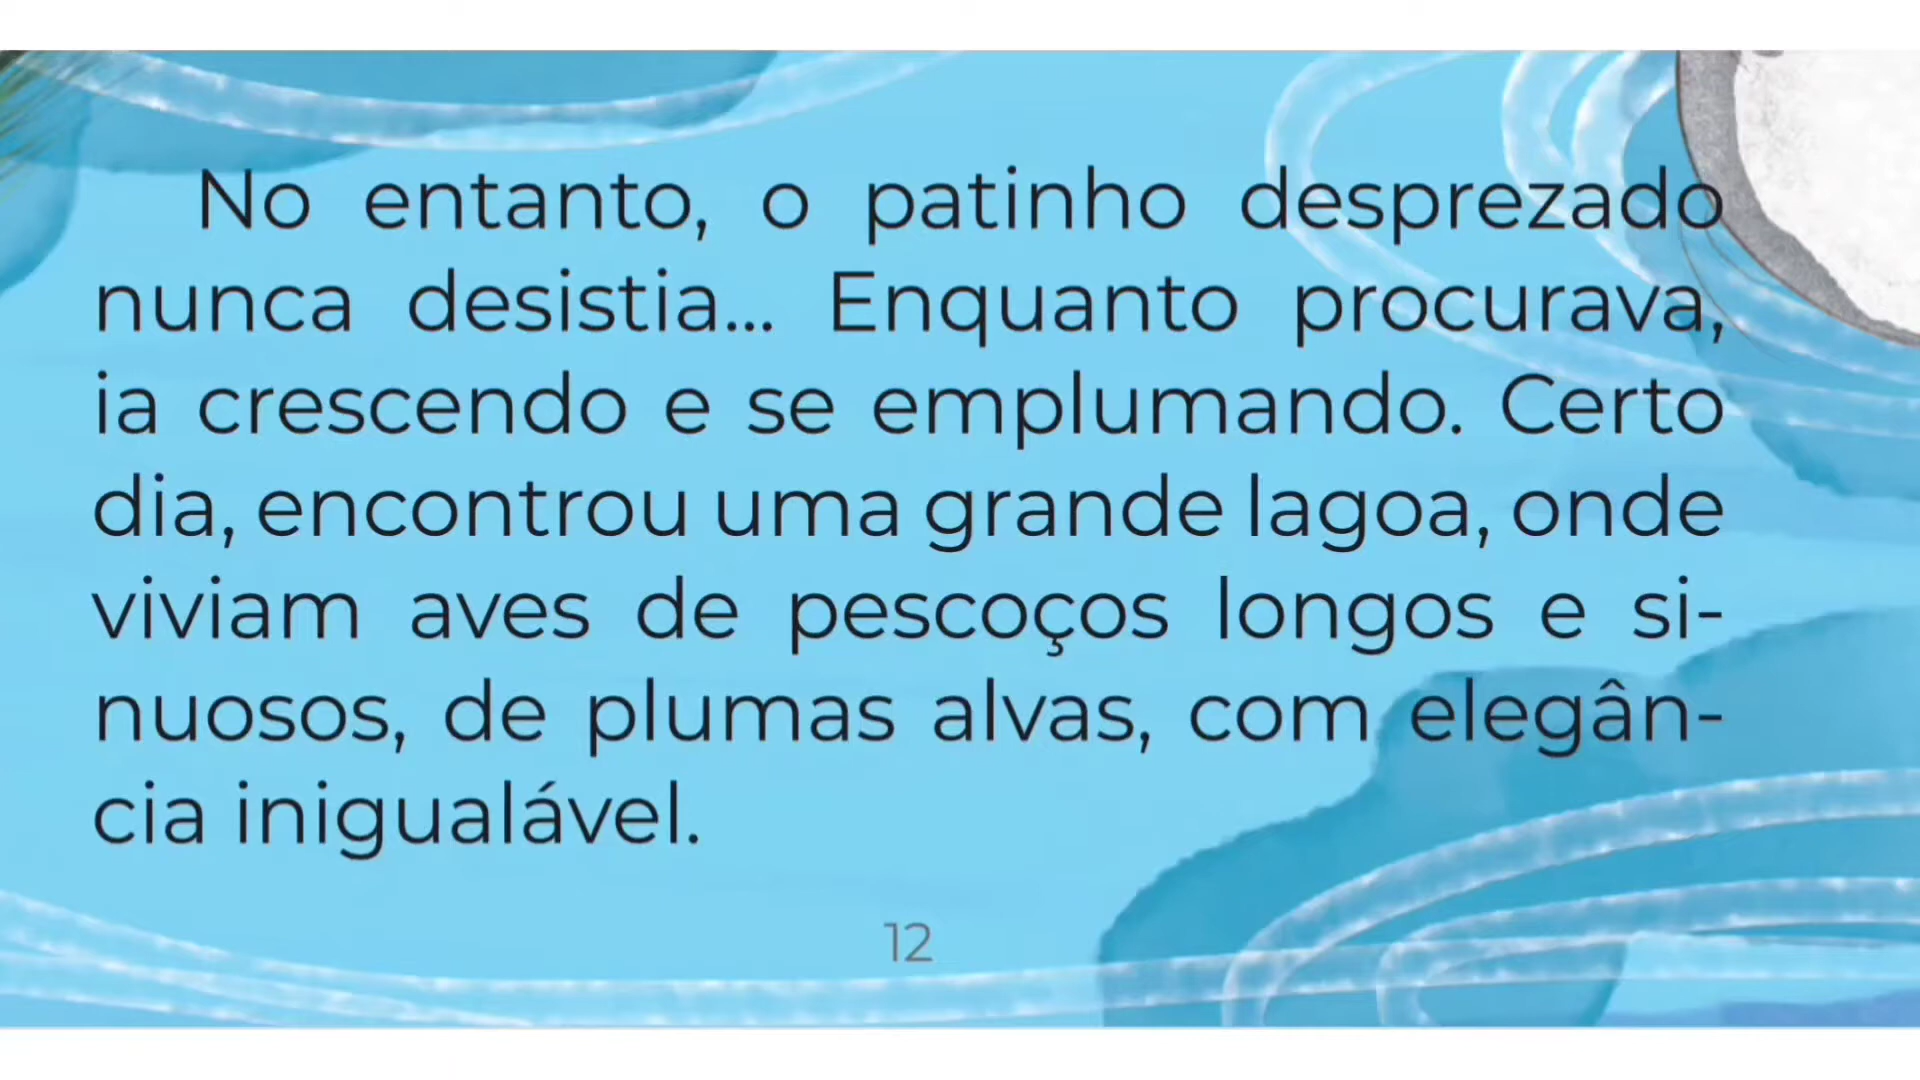 No entanto, o patinho desprezado
nunca desistia... Enquanto procurava,
ia crescendo e se emplumando. Certo
dia, encontrou uma grande lagoa, onde
viviam aves de pescoços longos e si-
nuosos, de plumas alvas, com elegân-
cia inigualável.
12